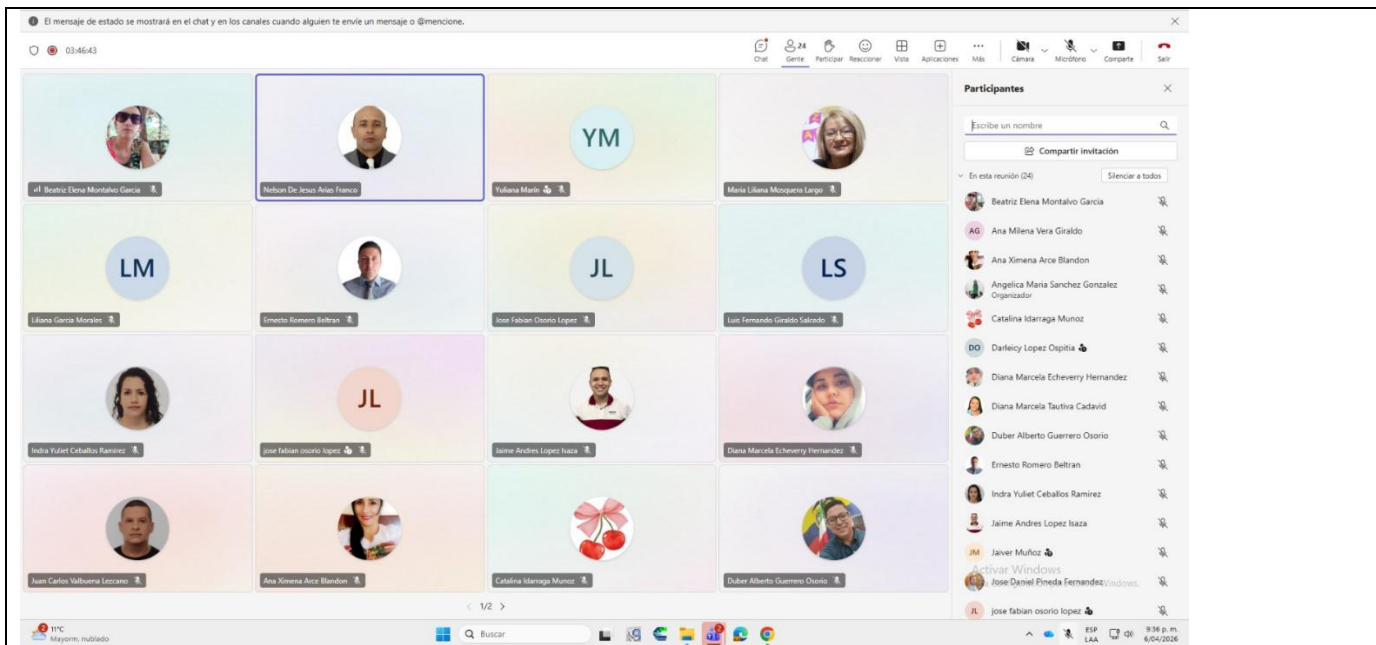 El mensaje de estado se mostrará en el chat y en los canales cuando alguien te envíe un mensaje o @mencione.
03:46:43
24
Chat Gente Participar Reaccionar Vista Aplicaciones Más Cámara Micrófono Comparte Salir
Beatriz Elena Montalvo Garcia
Nelson De Jesus Arias Franco
YM
Yuliana Marín
Maria Liliana Mosquera Largo
LM
Liliana Garcia Morales
Ernesto Romero Beltran
JL
Jose Fabian Osorio Lopez
LS
Luis Fernando Giraldo Salcedo
Indra Yuliet Ceballos Ramirez
JL
jose fabian osorio lopez
Jaime Andres Lopez Isaza
Diana Marcela Echeverry Hernandez
Juan Carlos Valbuena Lezcano
Ana Ximena Arce Blandon
Catalina Idarraga Munoz
Duber Alberto Guerrero Osorio
1/2
Participantes
Escribe un nombre
Compartir invitación
En esta reunión (24) Silenciar a todos
Beatriz Elena Montalvo Garcia
AG Ana Milena Vera Giraldo
Ana Ximena Arce Blandon
Angelica Maria Sanchez Gonzalez
Organizador
Catalina Idarraga Munoz
DO Darleicy Lopez Ospitia
Diana Marcela Echeverry Hernandez
Diana Marcela Tautiva Cadavid
Duber Alberto Guerrero Osorio
Ernesto Romero Beltran
Indra Yuliet Ceballos Ramirez
Jaime Andres Lopez Isaza
JM Jaiver Muñoz
Activar Windows
Jose Daniel Pineda Fernandez Windows.
JL jose fabian osorio lopez
2
11°C
Mayorm. nublado
Buscar
2
ESP
LAA
9:36 p. m.
6/04/2026